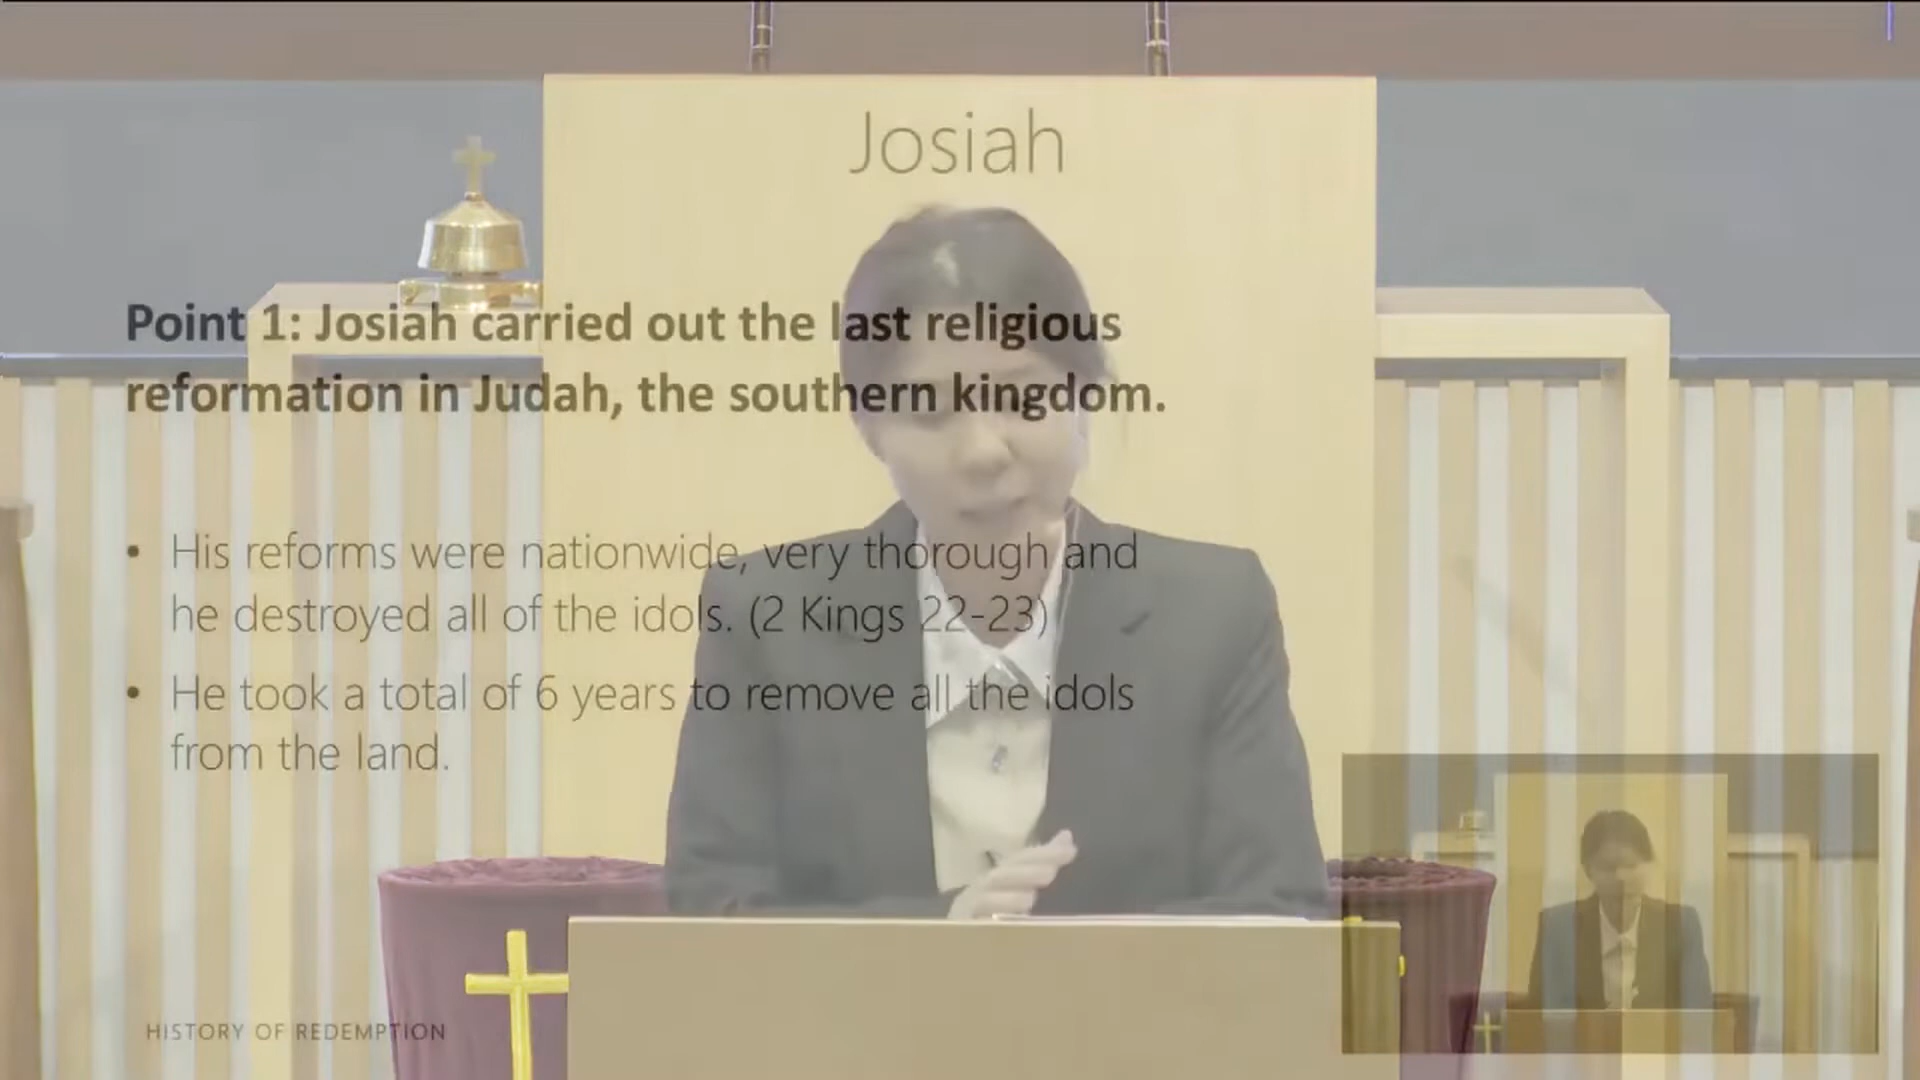 Josiah
Point 1: Josiah carried out the last religious
reformation in Judah, the southern kingdom.
• His reforms were nationwide, very thorough and
he destroyed all of the idols. (2 Kings 22-23)
• He took a total of 6 years to remove all the idols
from the land.
HISTORY OF REDEMPTION